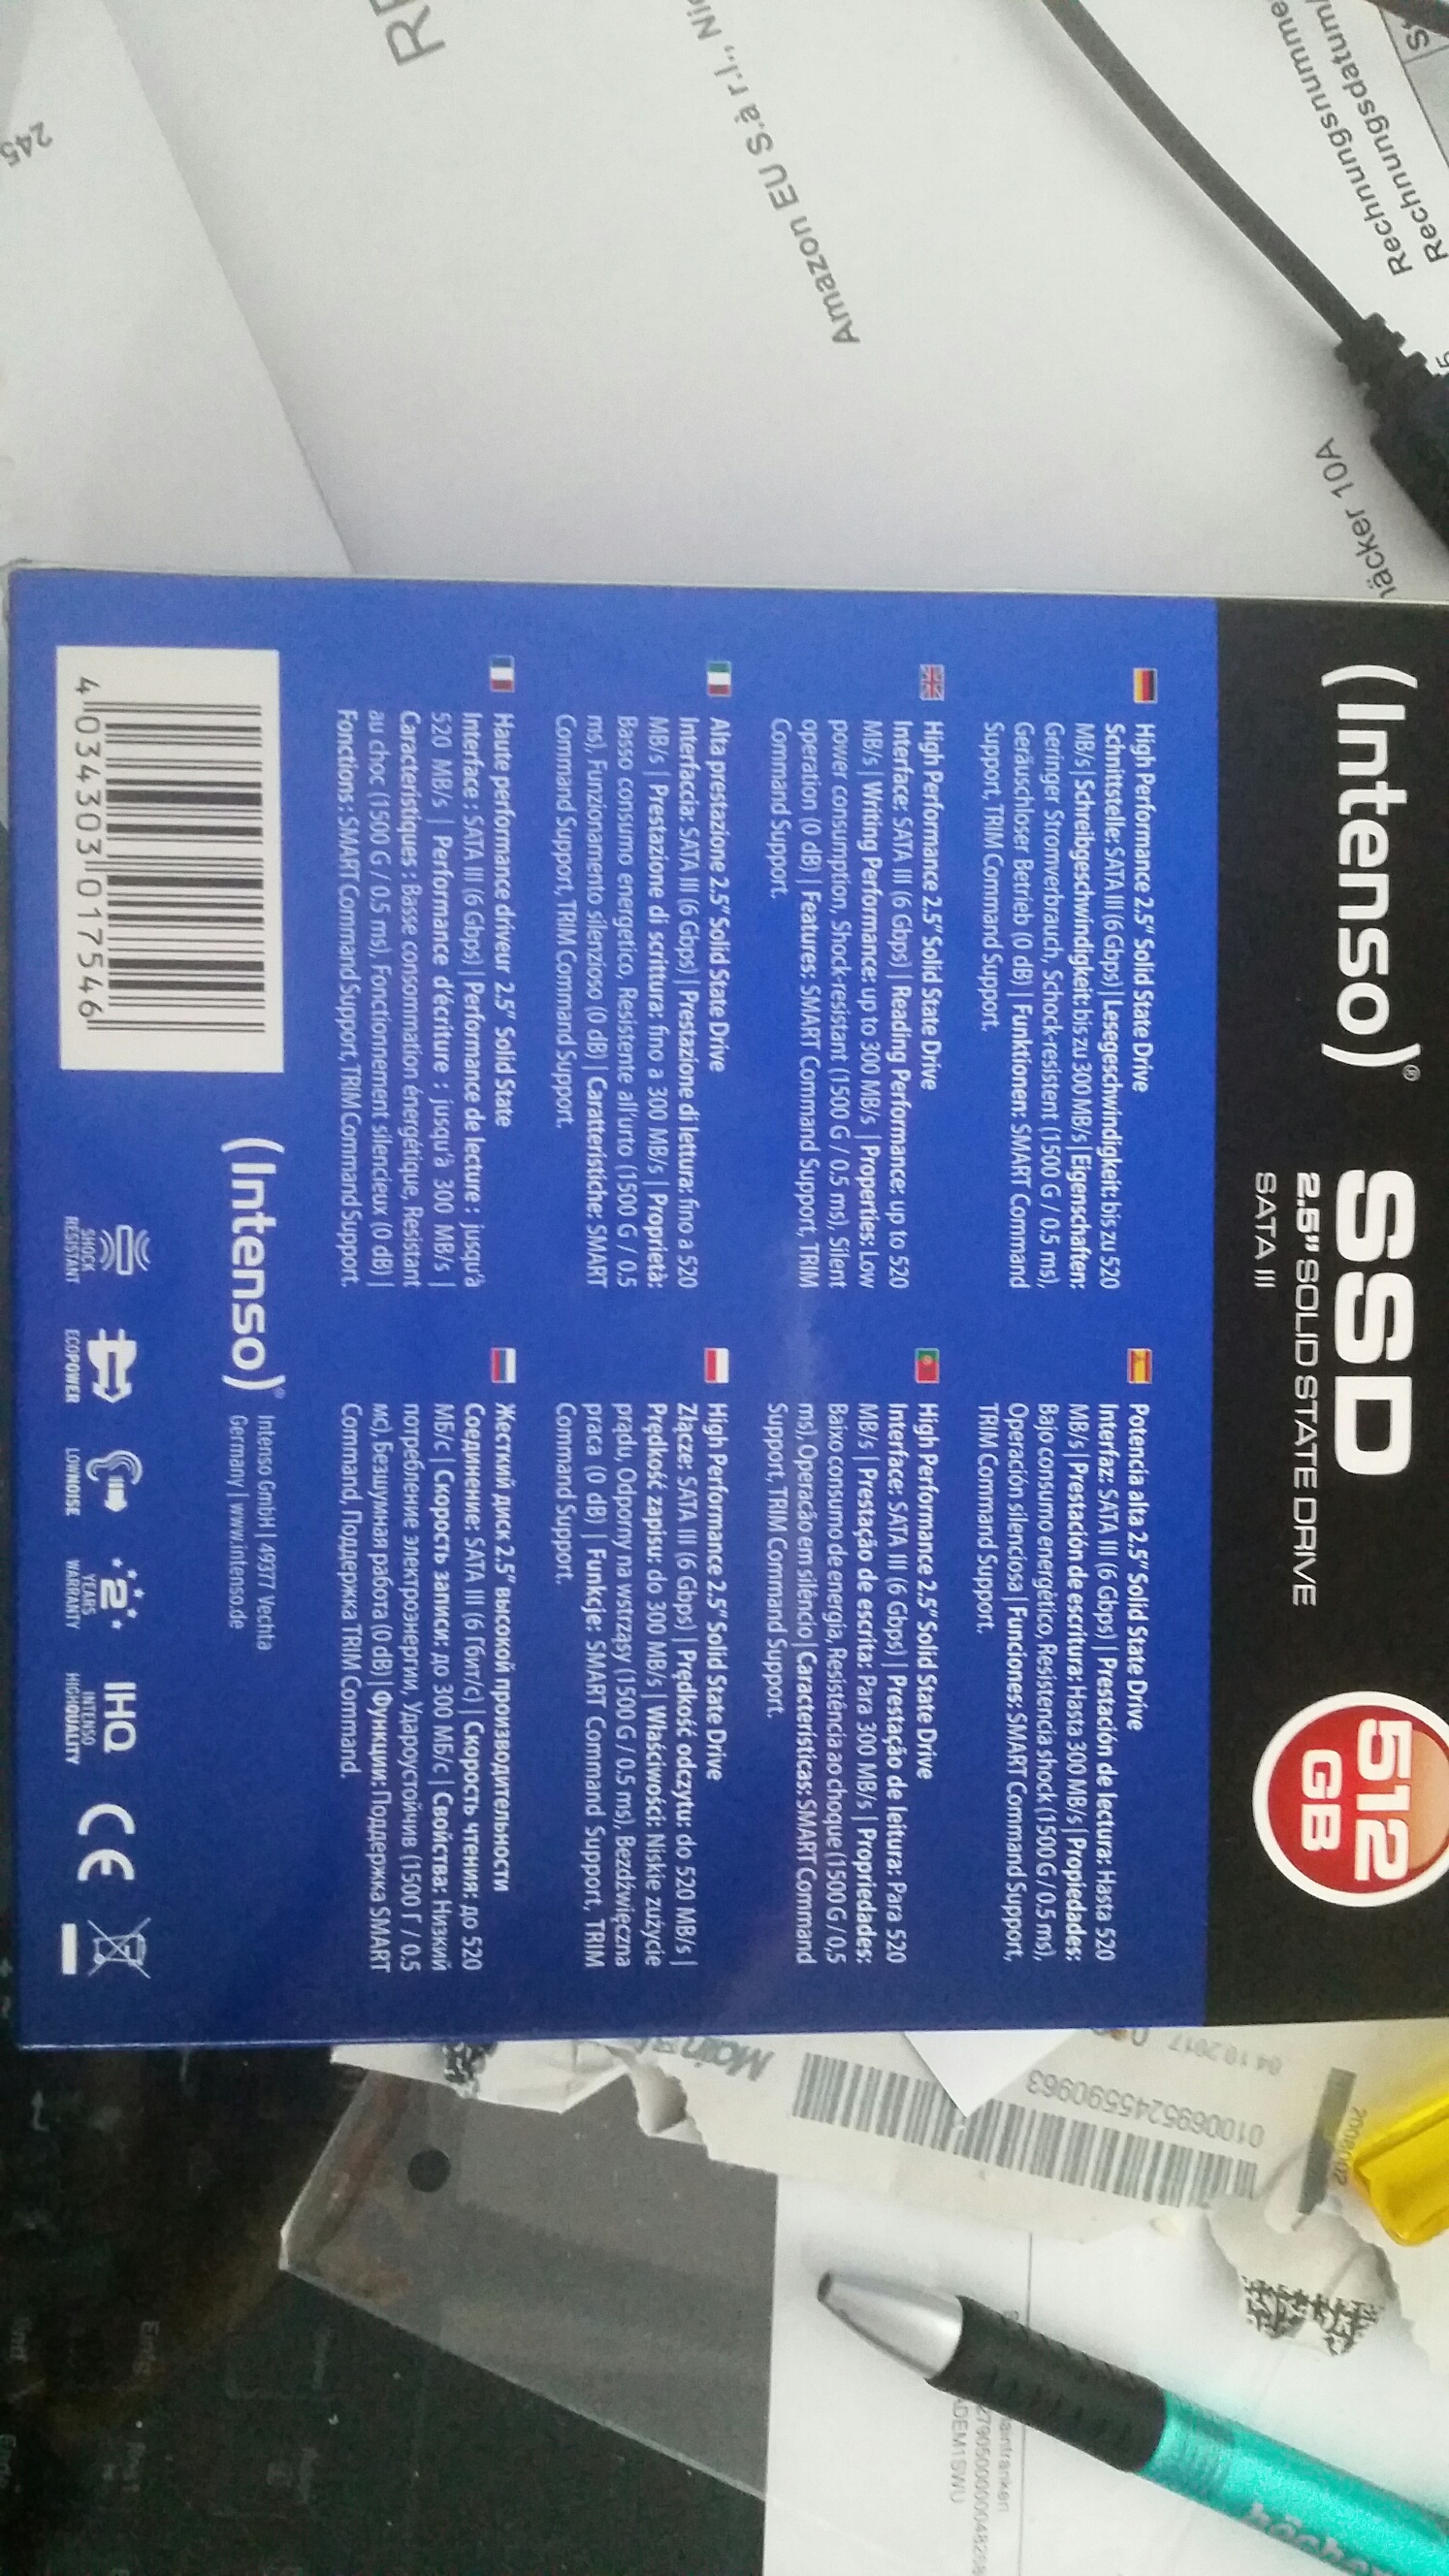 (Intenso)®
SSD
2.5" SOLID STATE DRIVE
SATA III
512
GB
High Performance 2.5" Solid State Drive
Schnittstelle: SATA III (6 Gbps) | Lesegeschwindigkeit: bis zu 520
MB/s | Schreibgeschwindigkeit: bis zu 300 MB/s | Eigenschaften:
Geringer Stromverbrauch, Schock-resistent (1500 G / 0.5 ms),
Geräuschloser Betrieb (0 dB) | Funktionen: SMART Command
Support, TRIM Command Support.
High Performance 2.5" Solid State Drive
Interface: SATA III (6 Gbps) | Reading Performance: up to 520
MB/s | Writing Performance: up to 300 MB/s | Properties: Low
power consumption, Shock-resistant (1500 G / 0.5 ms), Silent
operation (0 dB) | Features: SMART Command Support, TRIM
Command Support.
Alta prestazione 2.5" Solid State Drive
Interfaccia: SATA III (6 Gbps) | Prestazione di lettura: fino a 520
MB/s | Prestazione di scrittura: fino a 300 MB/s | Proprietà:
Basso consumo energetico, Resistente all'urto (1500 G / 0.5
ms), Funzionamento silenzioso (0 dB) | Caratteristiche: SMART
Command Support, TRIM Command Support.
Haute performance driveur 2.5" Solid State
Interface : SATA III (6 Gbps) | Performance de lecture : jusqu'à
520 MB/s | Performance d'écriture : jusqu'à 300 MB/s |
Caracteristiques : Basse consommation énergétique, Resistant
au choc (1500 G / 0.5 ms), Fonctionnement silencieux (0 dB) |
Fonctions : SMART Command Support, TRIM Command Support.
Potencia alta 2.5" Solid State Drive
Interfaz: SATA III (6 Gbps) | Prestación de lectura: Hasta 520
MB/s | Prestación de escritura: Hasta 300 MB/s | Propiedades:
Bajo consumo energético, Resistencia shock (1500 G / 0.5 ms),
Operación silenciosa | Funciones: SMART Command Support,
TRIM Command Support.
High Performance 2.5" Solid State Drive
Interface: SATA III (6 Gbps) | Prestação de leitura: Para 520
MB/s | Prestação de escrita: Para 300 MB/s | Propriedades:
Baixo consumo de energia, Resistência ao choque (1500 G / 0,5
ms), Operação em silêncio | Características: SMART Command
Support, TRIM Command Support.
High Performance 2.5" Solid State Drive
Złącze: SATA III (6 Gbps) | Prędkość odczytu: do 520 MB/s |
Prędkość zapisu: do 300 MB/s | Właściwości: Niskie zużycie
prądu, Odporny na wstrząsy (1500 G / 0.5 ms), Bezdźwięczna
praca (0 dB) | Funkcje: SMART Command Support, TRIM
Command Support.
Жесткий диск 2.5" высокой производительности
Соединение: SATA III (6 Гбит/с) | Скорость чтения: до 520
МБ/с | Скорость записи: до 300 МБ/с | Свойства: Низкий
потребление электроэнергии, Удароустойчив (1500 Г / 0.5
мс), Безшумная работа (0 dB) | Функции: Поддержка SMART
Command, Поддержка TRIM Command.
4 034303 017546
(Intenso)®
Intenso GmbH | 49377 Vechta
Germany | www.intenso.de
SHOCK
RESISTANT
ECOPOWER
LOWNOISE
2
YEARS
WARRANTY
IHQ
INTENSO
HIGHQUALITY
CE
Amazon EU S.à r.l., Ni
Rechnungsnumme
Rechnungsdatum/
näcker 10A
245
04.10.2017
0100695245590963
2008002
ainfranken
ADEM1SWU
Entg